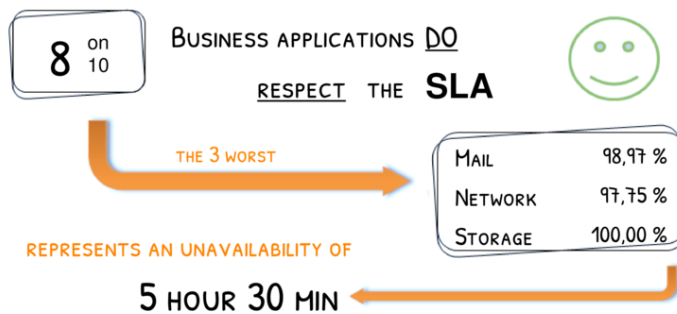 8 on 10
Business applications DO
respect the SLA
the 3 worst
Mail 98,97 %
Network 97,75 %
Storage 100,00 %
represents an unavailability of
5 hour 30 min